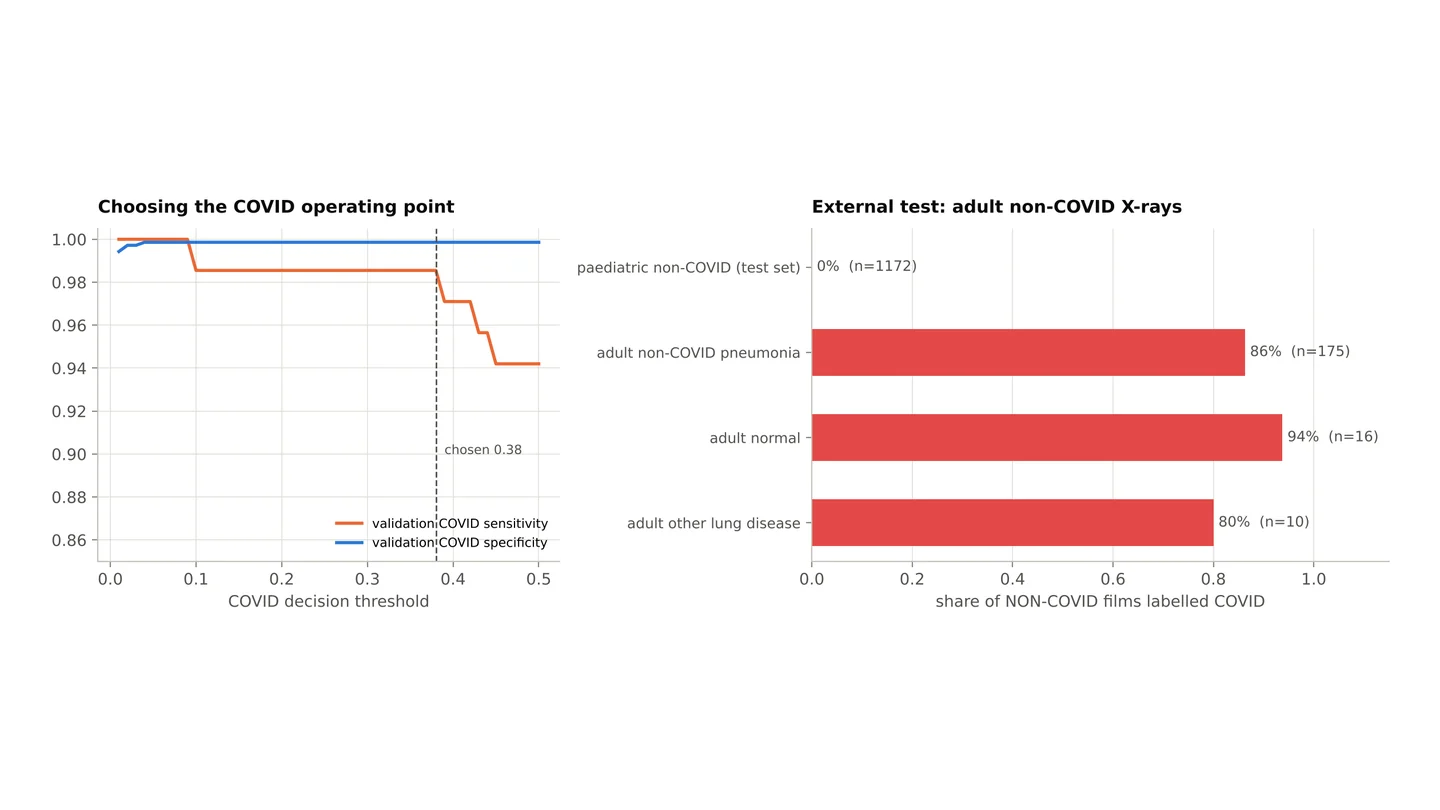 Choosing the COVID operating point
1.00
0.98
0.96
0.94
0.92
0.90
0.88
0.86
chosen 0.38
validation COVID sensitivity
validation COVID specificity
0.0 0.1 0.2 0.3 0.4 0.5
COVID decision threshold
External test: adult non-COVID X-rays
paediatric non-COVID (test set) 0% (n=1172)
adult non-COVID pneumonia 86% (n=175)
adult normal 94% (n=16)
adult other lung disease 80% (n=10)
0.0 0.2 0.4 0.6 0.8 1.0
share of NON-COVID films labelled COVID